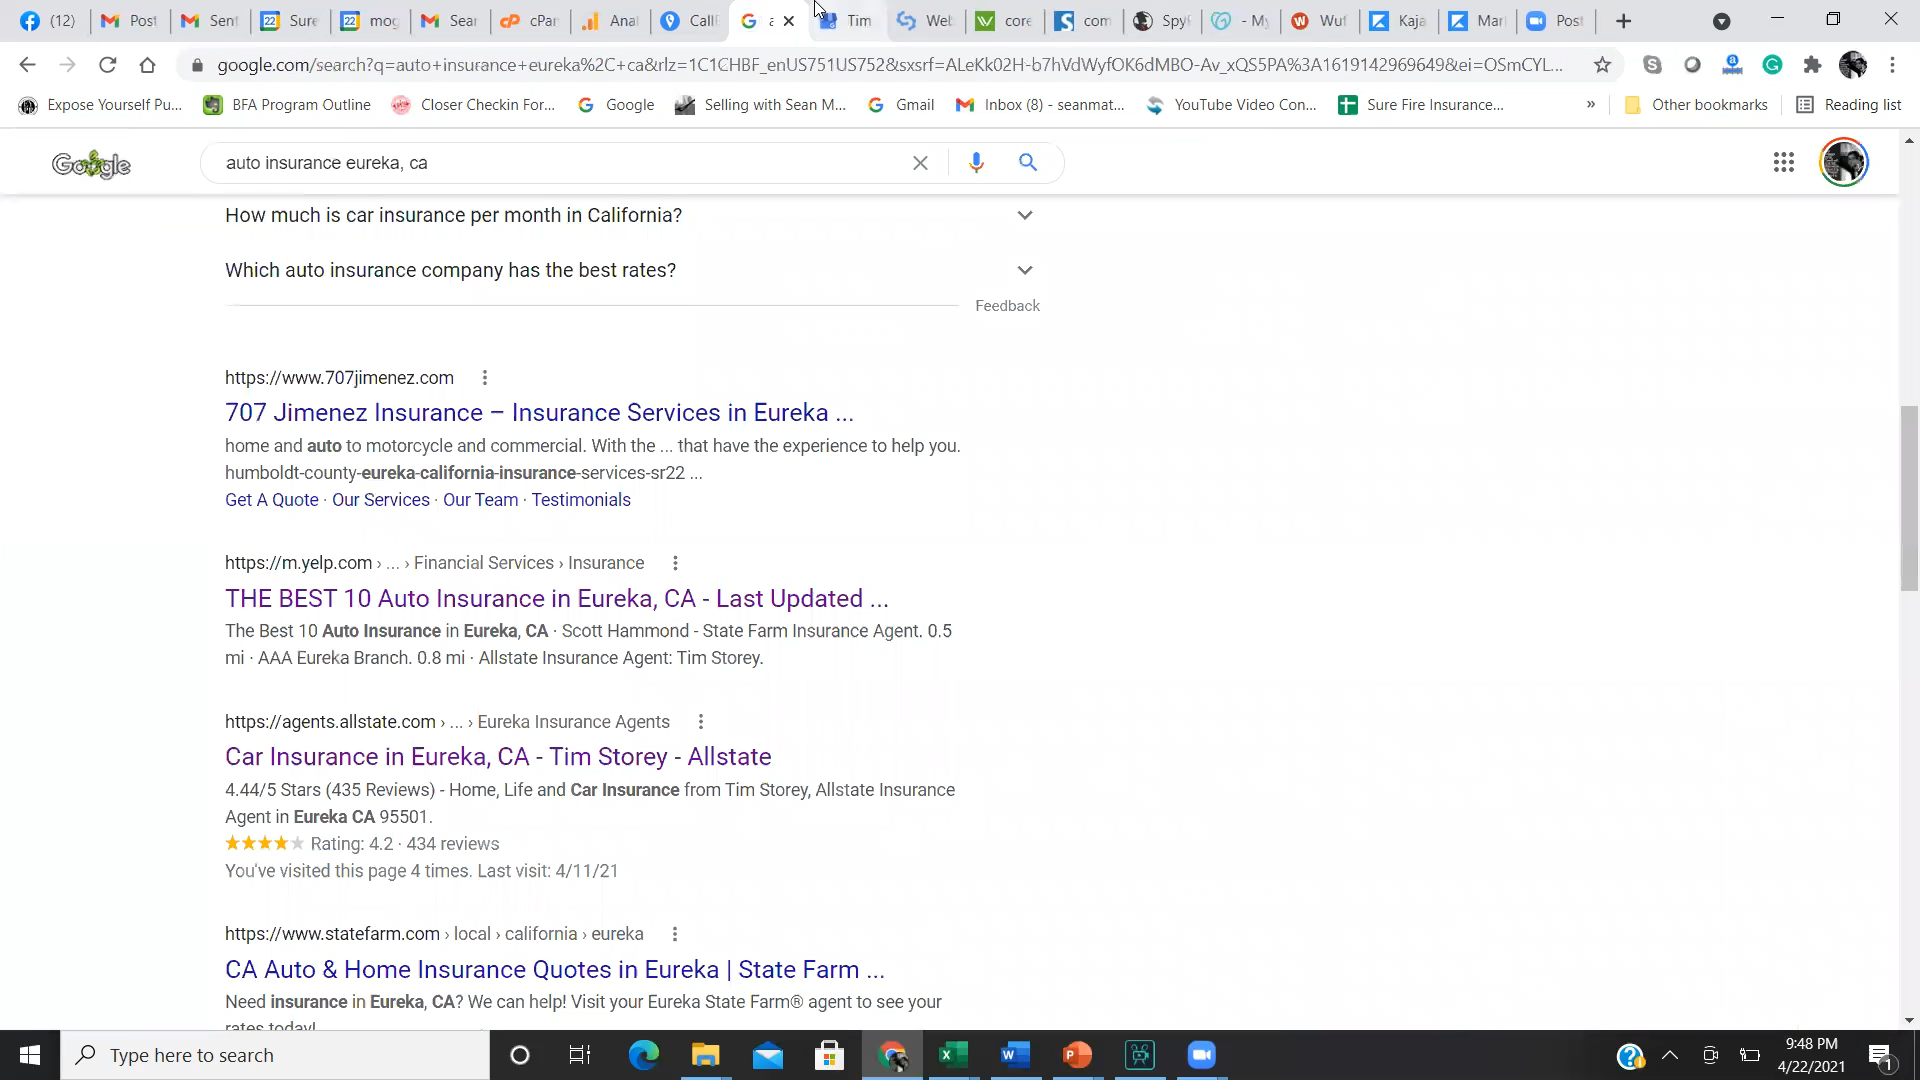 (12)
Post
Sent
Sure
mog
Sear
cPan
Anal
CallE
a
Tim
Web
core
com
Spyl
- My
Wuf
Kaja
Mar
Post
google.com/search?q=auto+insurance+eureka%2C+ca&rlz=1C1CHBF_enUS751US752&sxsrf=ALeKk02H-b7hVdWyfOK6dMBO-Av_xQS5PA%3A1619142969649&ei=OSmCYL...
Expose Yourself Pu...
BFA Program Outline
Closer Checkin For...
Google
Selling with Sean M...
Gmail
Inbox (8) - seanmat...
YouTube Video Con...
Sure Fire Insurance...
»
Other bookmarks
Reading list
Google
auto insurance eureka, ca
How much is car insurance per month in California?
Which auto insurance company has the best rates?
Feedback
https://www.707jimenez.com
707 Jimenez Insurance – Insurance Services in Eureka ...
home and auto to motorcycle and commercial. With the ... that have the experience to help you.
humboldt-county-eureka-california-insurance-services-sr22 ...
Get A Quote · Our Services · Our Team · Testimonials
https://m.yelp.com › ... › Financial Services › Insurance
THE BEST 10 Auto Insurance in Eureka, CA - Last Updated ...
The Best 10 Auto Insurance in Eureka, CA · Scott Hammond - State Farm Insurance Agent. 0.5
mi · AAA Eureka Branch. 0.8 mi · Allstate Insurance Agent: Tim Storey.
https://agents.allstate.com › ... › Eureka Insurance Agents
Car Insurance in Eureka, CA - Tim Storey - Allstate
4.44/5 Stars (435 Reviews) - Home, Life and Car Insurance from Tim Storey, Allstate Insurance
Agent in Eureka CA 95501.
Rating: 4.2 · 434 reviews
You've visited this page 4 times. Last visit: 4/11/21
https://www.statefarm.com › local › california › eureka
CA Auto & Home Insurance Quotes in Eureka | State Farm ...
Need insurance in Eureka, CA? We can help! Visit your Eureka State Farm® agent to see your
rates today!
Type here to search
9:48 PM
4/22/2021
1